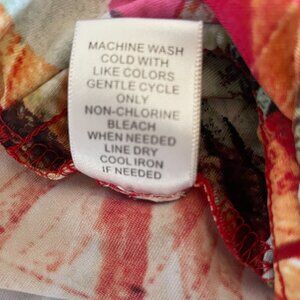 MACHINE WASH
COLD WITH
LIKE COLORS
GENTLE CYCLE
ONLY
NON-CHLORINE
BLEACH
WHEN NEEDED
LINE DRY
COOL IRON
IF NEEDED